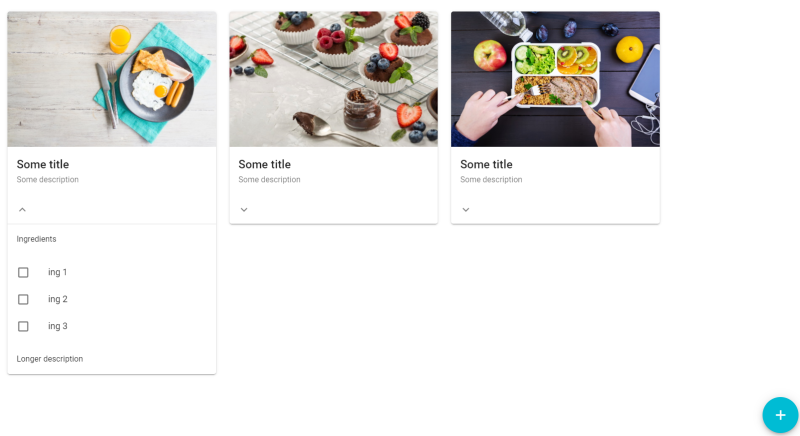 Some title
Some description
Ingredients
ing 1
ing 2
ing 3
Longer description
Some title
Some description
Some title
Some description